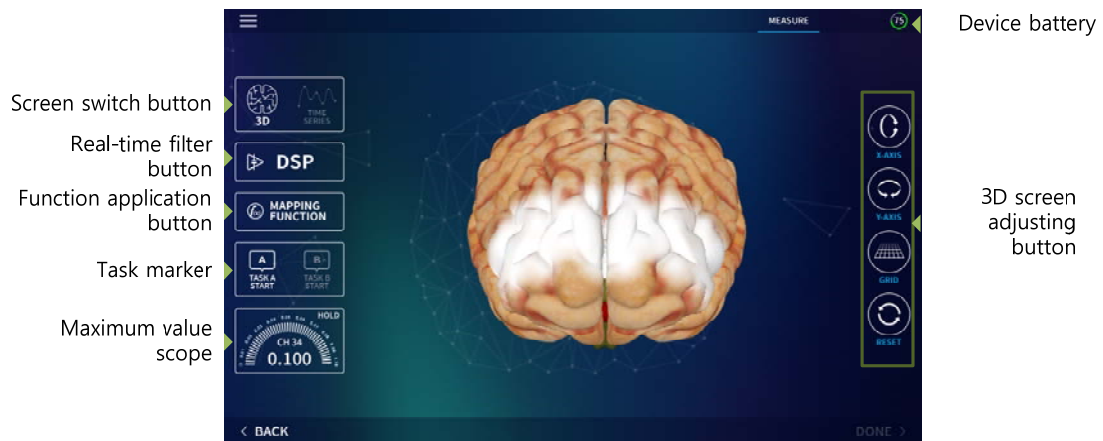 MEASURE
75
Device battery
Screen switch button
3D
TIME
SERIES
Real-time filter
button
DSP
Function application
button
MAPPING
FUNCTION
Task marker
A
TASK A
START
B
TASK B
START
Maximum value
scope
HOLD
CH 34
0.100
X-AXIS
Y-AXIS
GRID
RESET
3D screen
adjusting
button
< BACK
DONE >